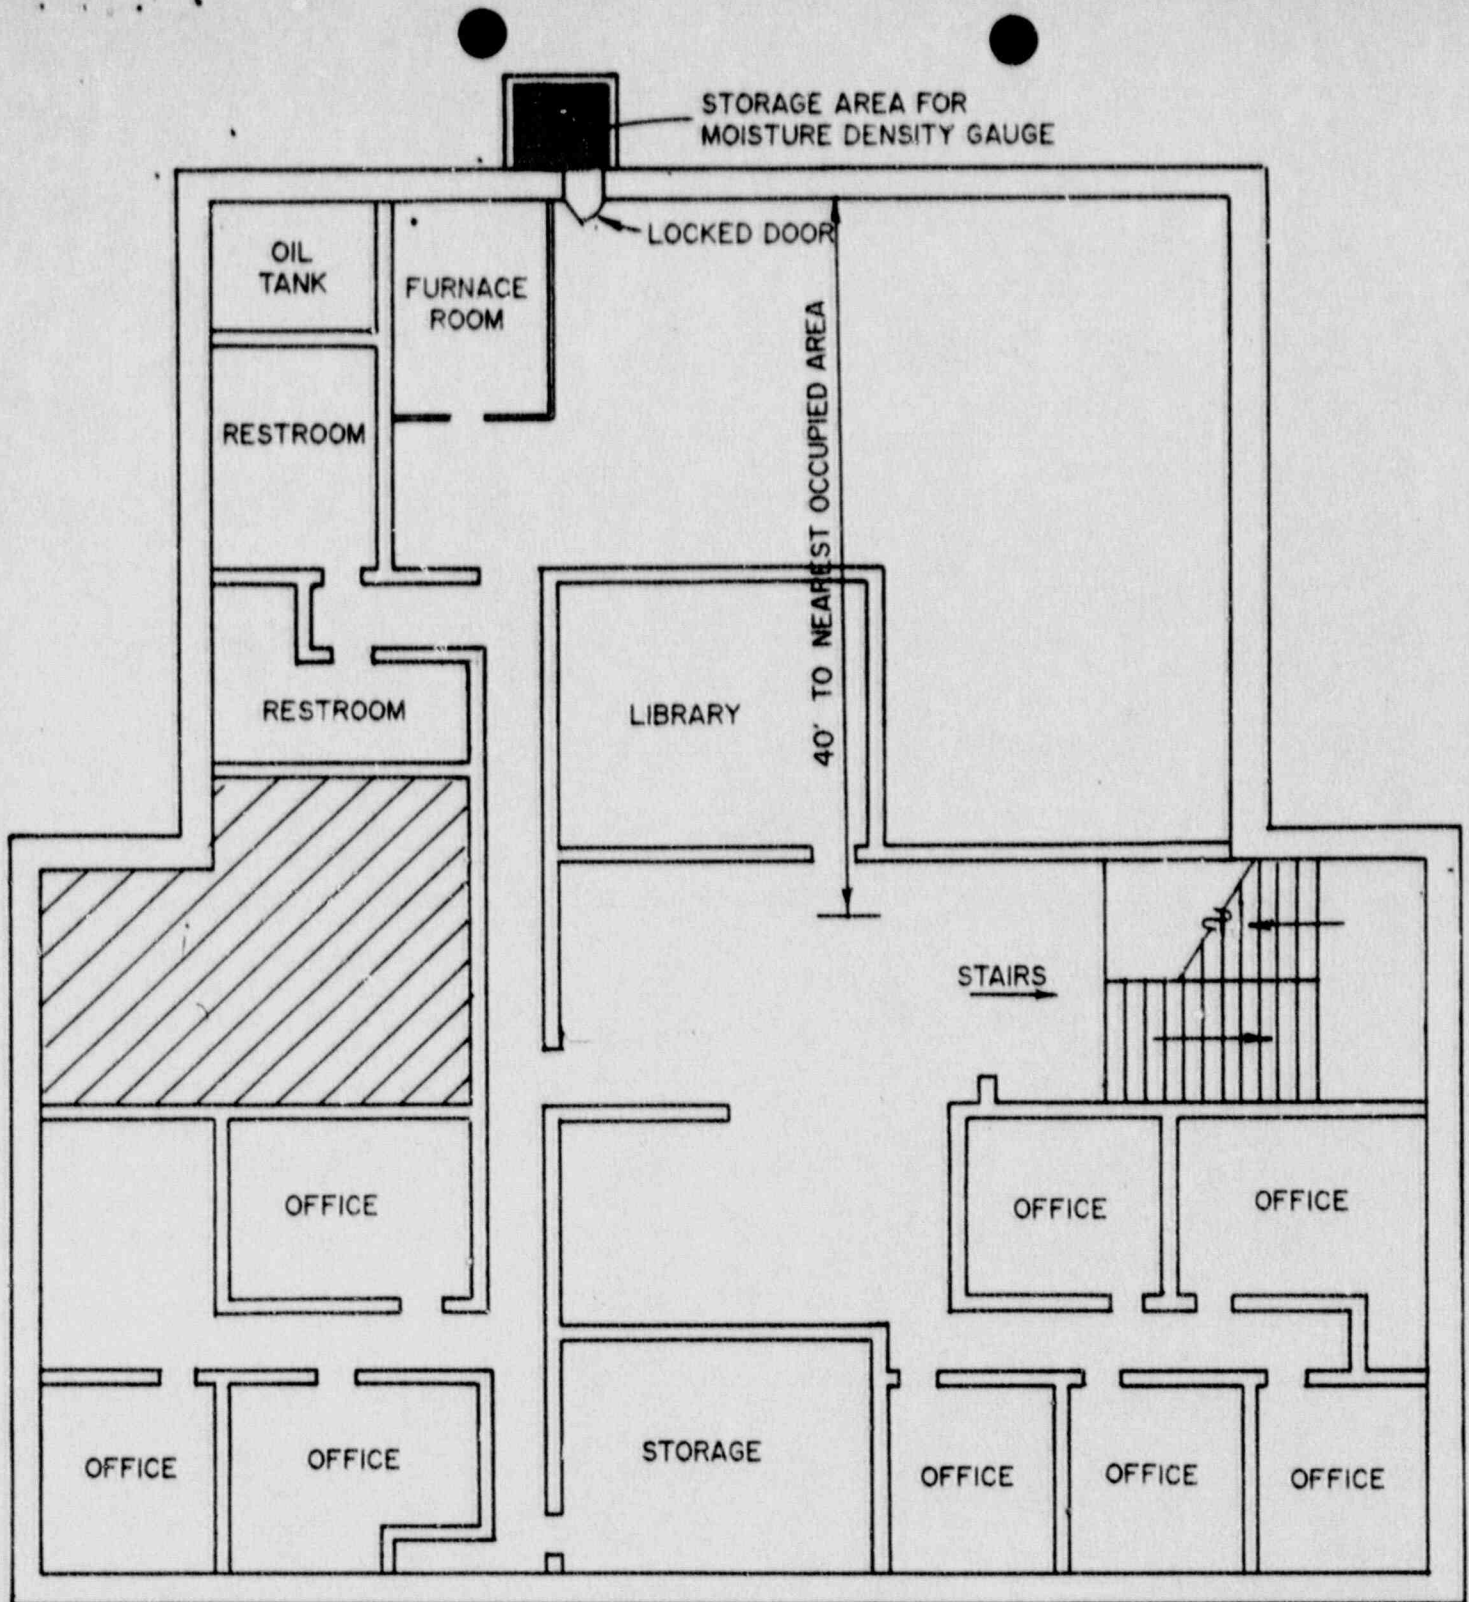 STORAGE AREA FOR
MOISTURE DENSITY GAUGE
LOCKED DOOR
OIL
TANK
FURNACE
ROOM
40' TO NEAREST OCCUPIED AREA
RESTROOM
RESTROOM
LIBRARY
STAIRS
OFFICE
OFFICE
OFFICE
OFFICE
OFFICE
STORAGE
OFFICE
OFFICE
OFFICE